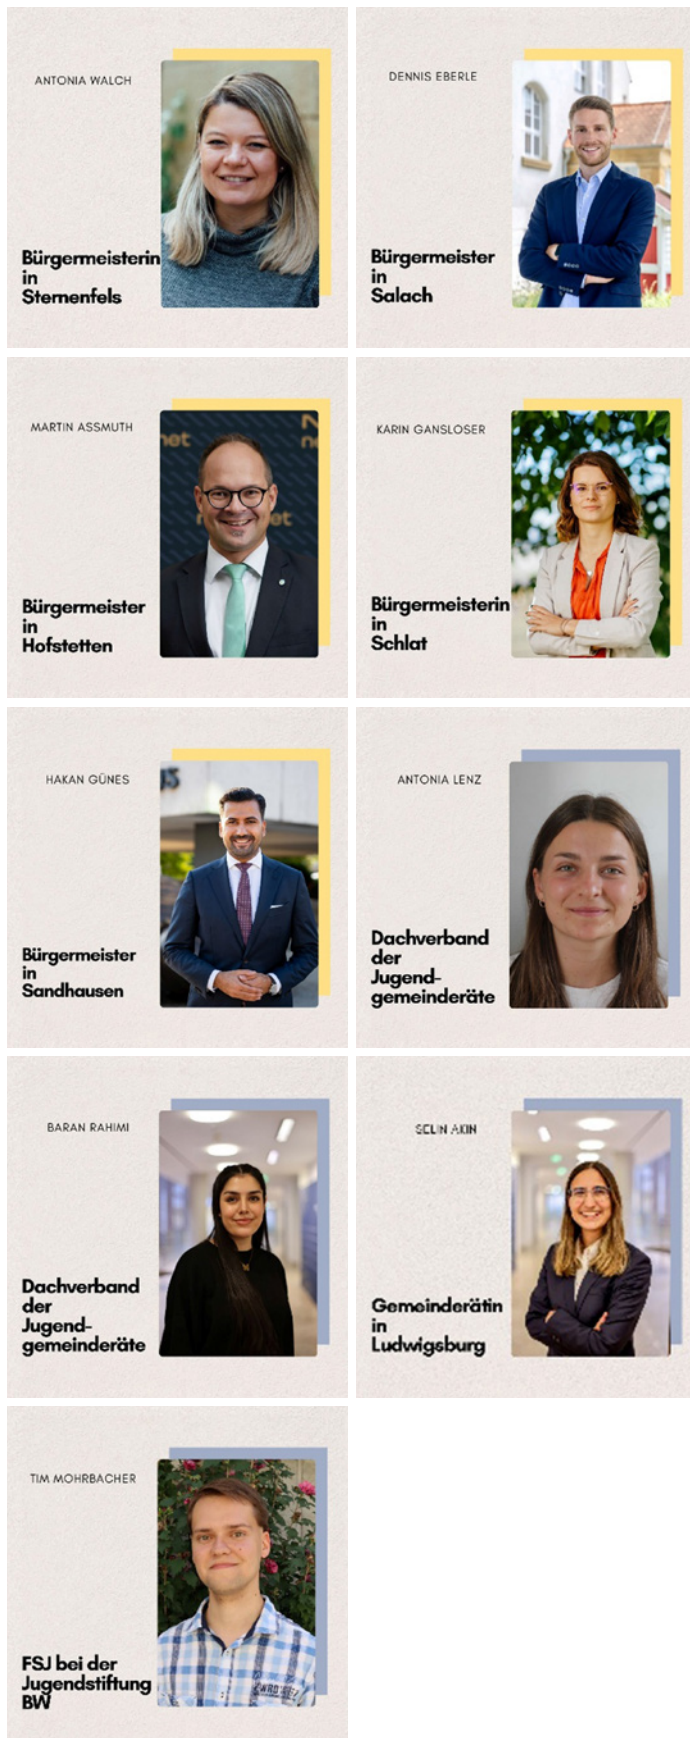 ANTONIA WALCH
Bürgermeisterin
in
Sternenfels
DENNIS EBERLE
Bürgermeister
in
Salach
MARTIN ASSMUTH
Bürgermeister
in
Hofstetten
net
net
KARIN GANSLOSER
Bürgermeisterin
in
Schlat
HAKAN GÜNES
Bürgermeister
in
Sandhausen
ANTONIA LENZ
Dachverband
der
Jugend-
gemeinderäte
BARAN RAHIMI
Dachverband
der
Jugend-
gemeinderäte
SELIN AKIN
Gemeinderätin
in
Ludwigsburg
TIM MOHRBACHER
FSJ bei der
Jugendstiftung
BW